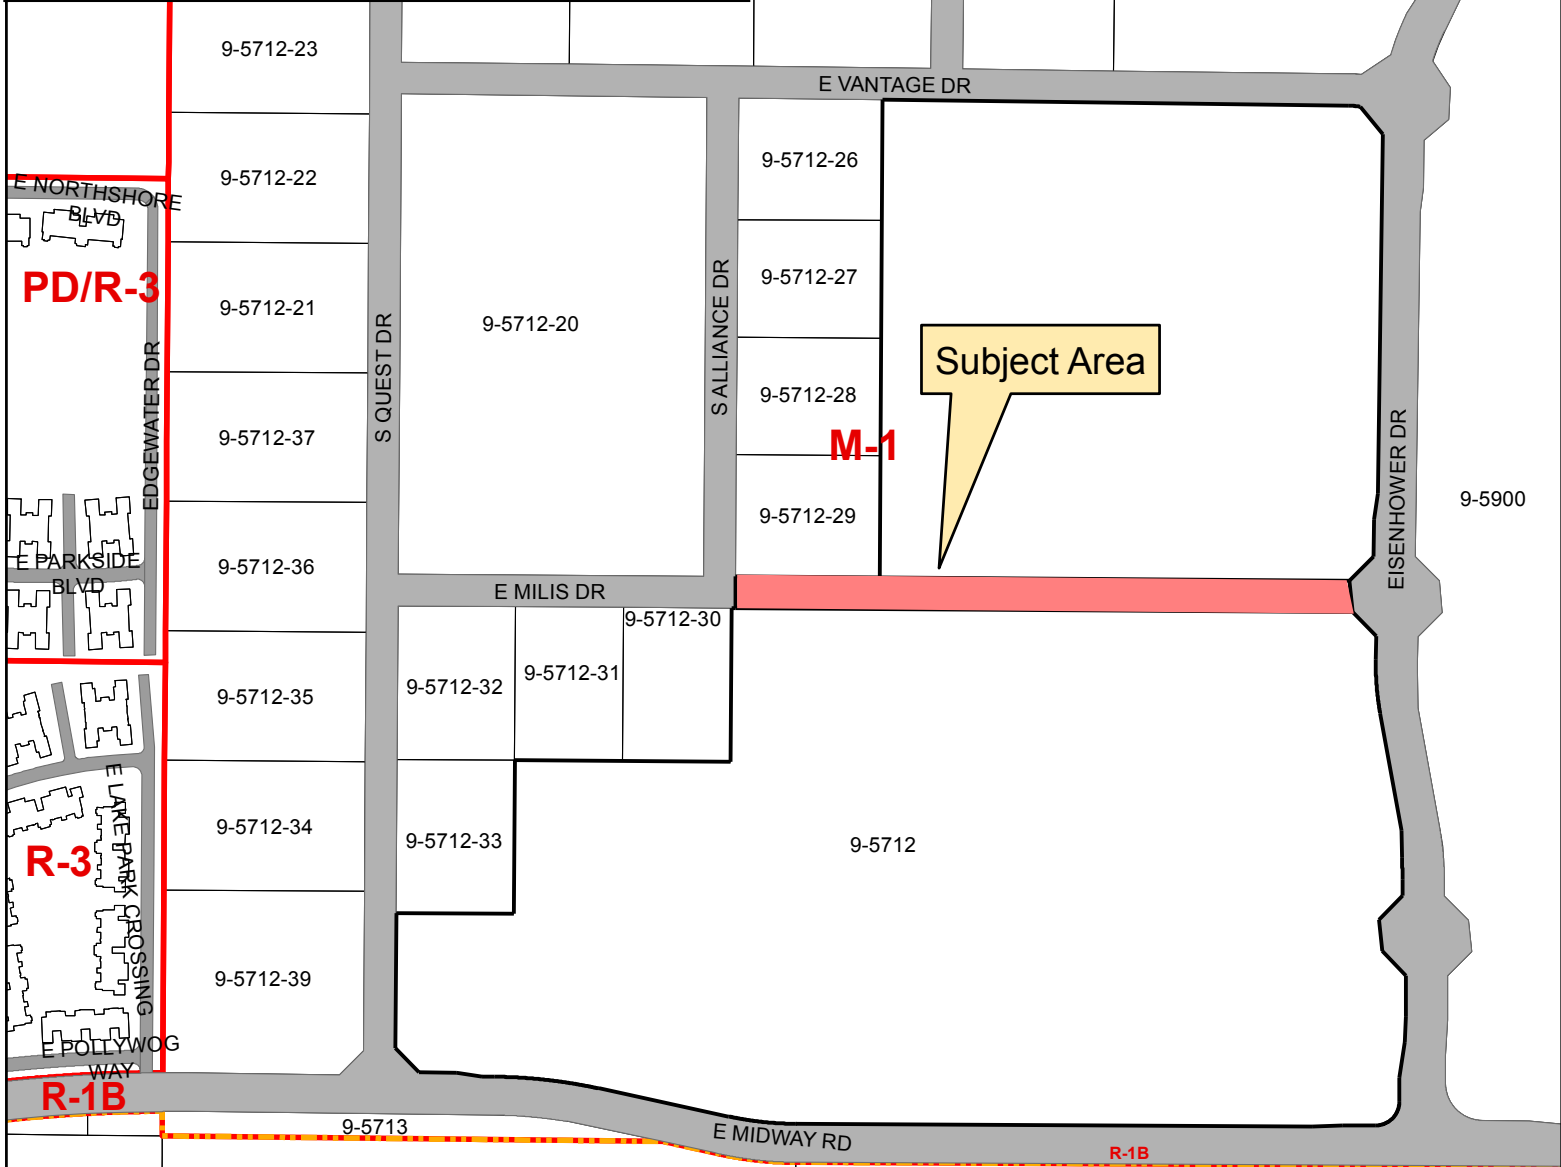 9-5712-23
E VANTAGE DR
9-5712-26
9-5712-22
E NORTHSHORE
BLVD
PD/R-3
9-5712-27
9-5712-21
9-5712-20
S QUEST DR
S ALLIANCE DR
Subject Area
EDGEWATER DR
9-5712-28
M-1
9-5712-37
EISENHOWER DR
9-5900
9-5712-29
E PARKSIDE
BLVD
9-5712-36
E MILIS DR
9-5712-30
9-5712-31
9-5712-32
9-5712-35
E LAKE PARK CROSSING
9-5712-34
9-5712-33
9-5712
R-3
9-5712-39
E POLLYWOG
WAY
R-1B
9-5713
E MIDWAY RD
R-1B